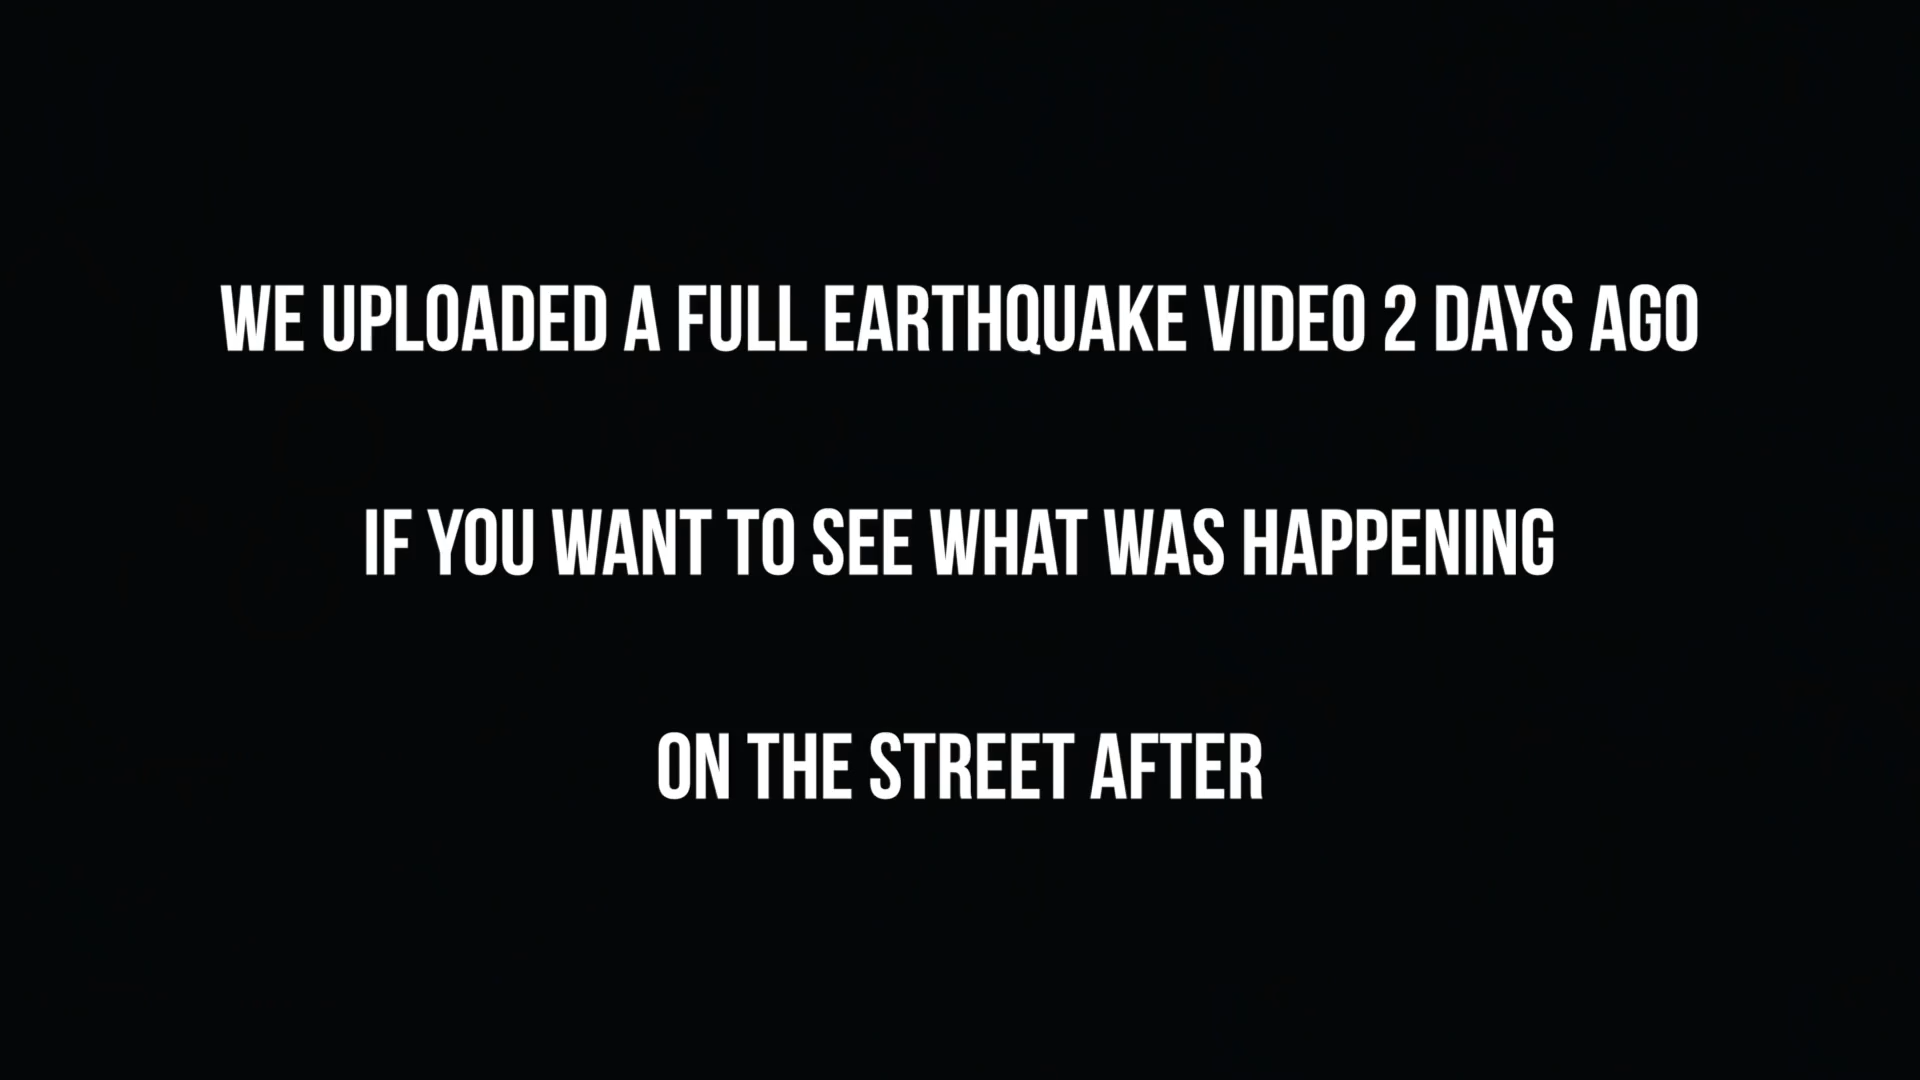 WE UPLOADED A FULL EARTHQUAKE VIDEO 2 DAYS AGO
IF YOU WANT TO SEE WHAT WAS HAPPENING
ON THE STREET AFTER